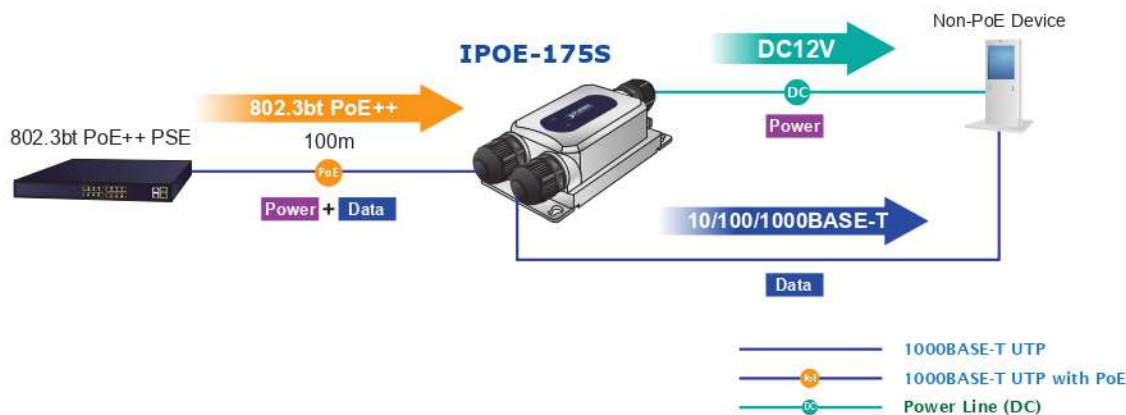 Non-PoE Device
IPOE-175S
DC12V
DC
Power
802.3bt PoE++
802.3bt PoE++ PSE
100m
PoE
Power + Data
10/100/1000BASE-T
Data
1000BASE-T UTP
PoE 1000BASE-T UTP with PoE
DC Power Line (DC)